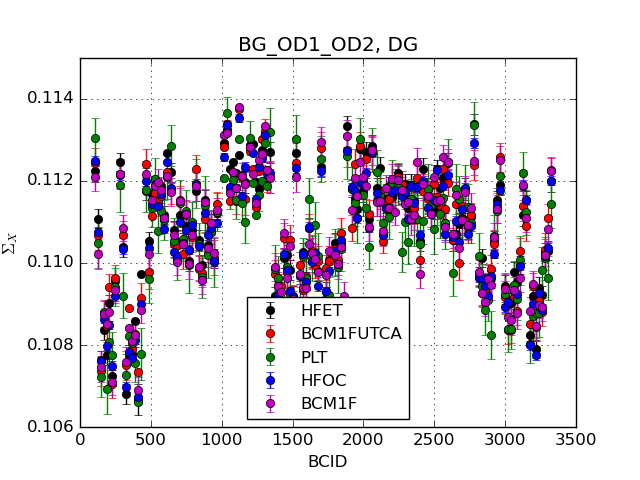 BG_OD1_OD2, DG
0.114
0.112
0.110
0.108
0.106
Σ_X
HFET
BCM1FUTCA
PLT
HFOC
BCM1F
0 500 1000 1500 2000 2500 3000 3500
BCID